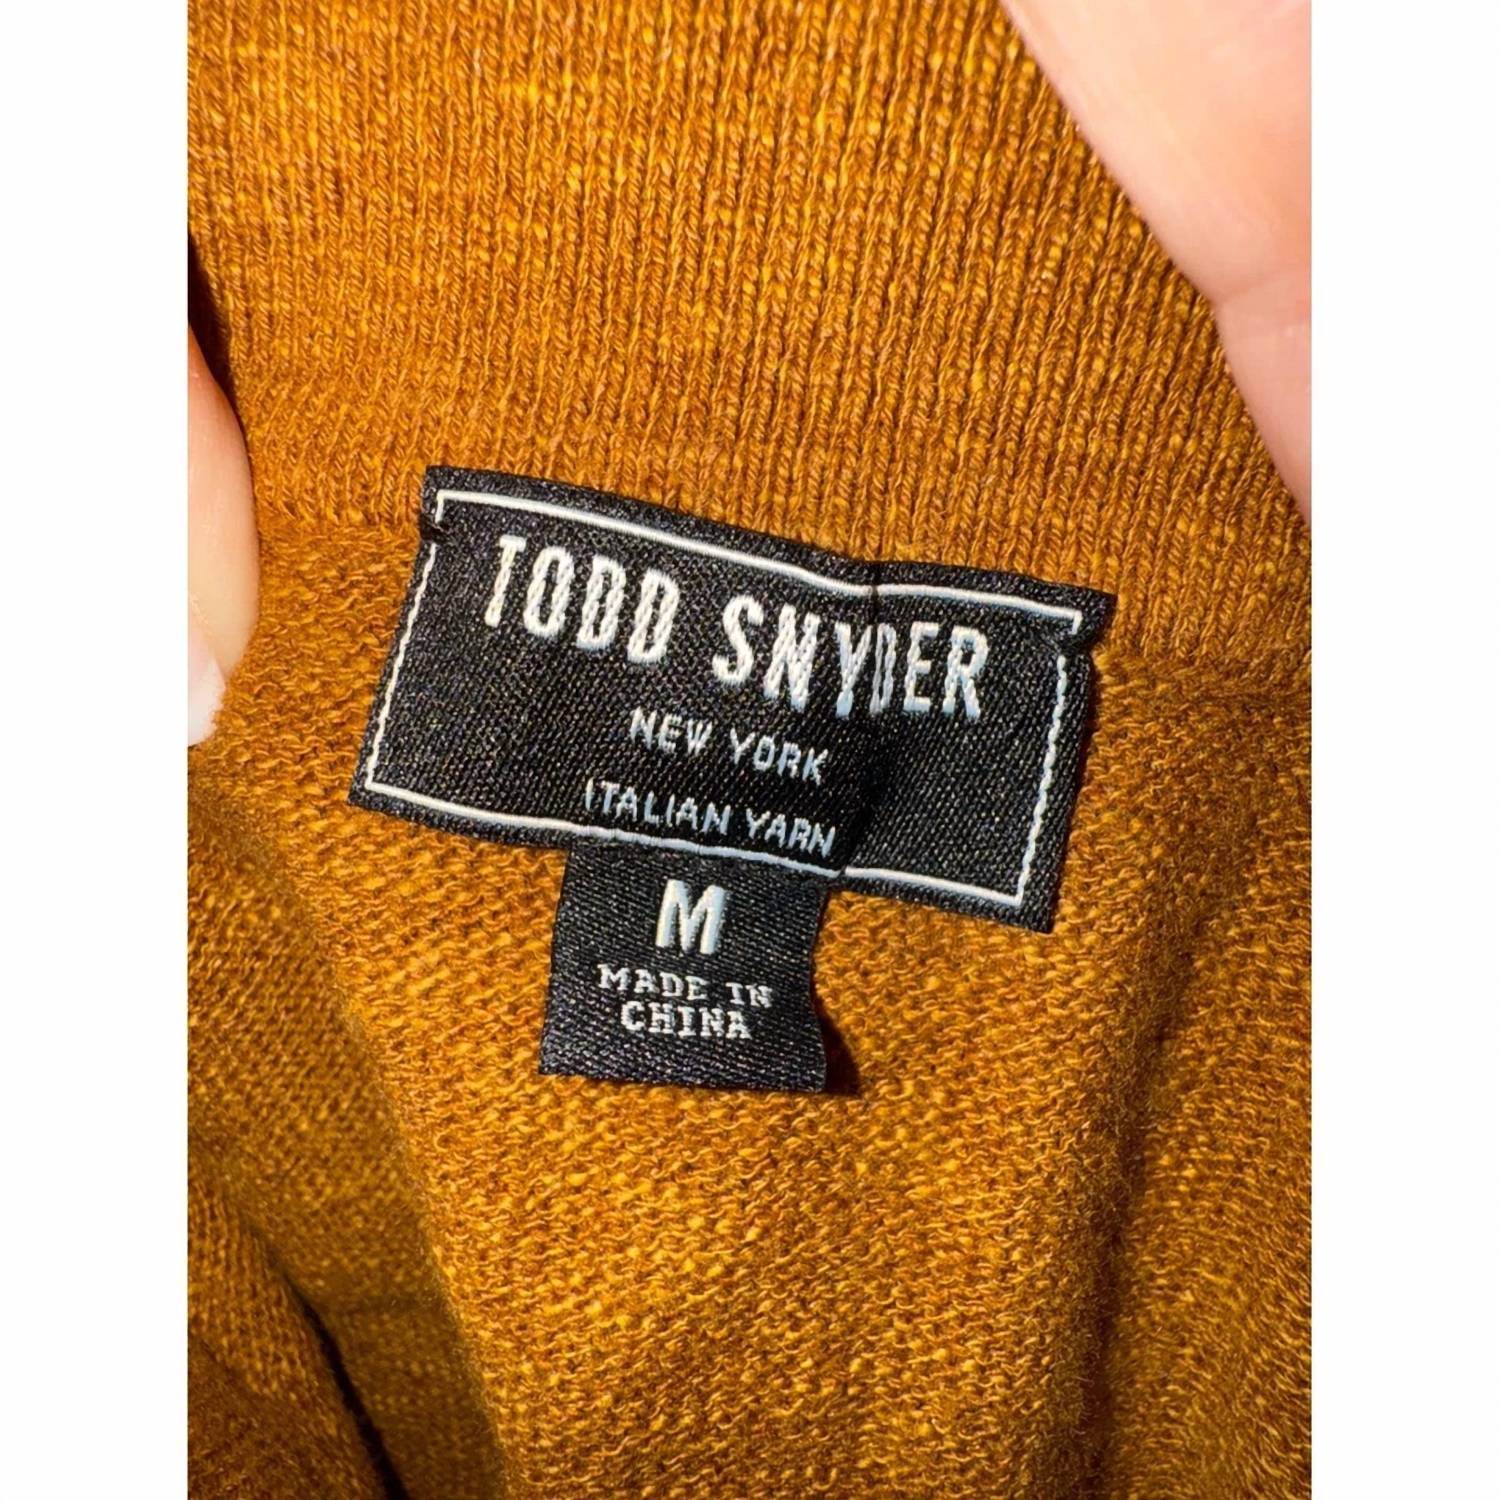 TODD SNYDER
NEW YORK
ITALIAN YARN
M
MADE IN
CHINA